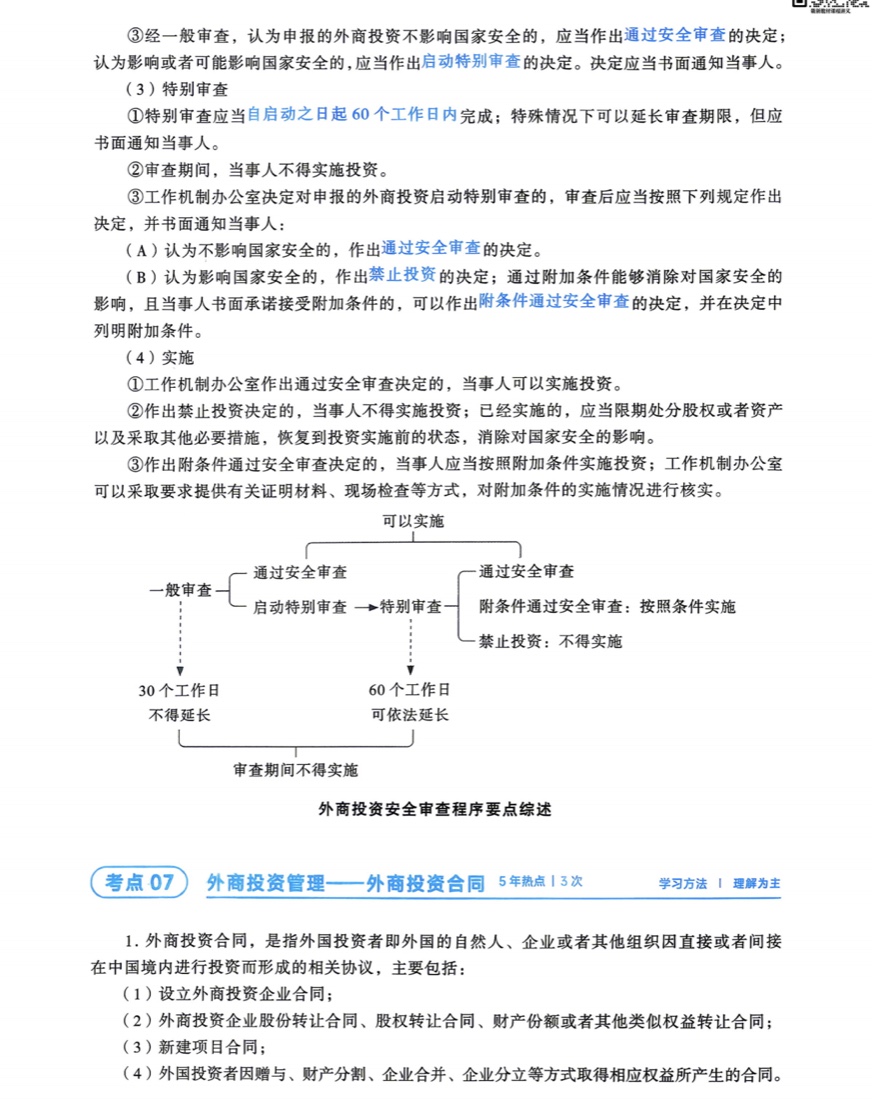 ③经一般审查，认为申报的外商投资不影响国家安全的，应当作出通过安全审查的决定；
认为影响或者可能影响国家安全的，应当作出启动特别审查的决定。决定应当书面通知当事人。
（3）特别审查
①特别审查应当自启动之日起 60 个工作日内完成；特殊情况下可以延长审查期限，但应
书面通知当事人。
②审查期间，当事人不得实施投资。
③工作机制办公室决定对申报的外商投资启动特别审查的，审查后应当按照下列规定作出
决定，并书面通知当事人：
（A）认为不影响国家安全的，作出通过安全审查的决定。
（B）认为影响国家安全的，作出禁止投资的决定；通过附加条件能够消除对国家安全的
影响，且当事人书面承诺接受附加条件的，可以作出附条件通过安全审查的决定，并在决定中
列明附加条件。
（4）实施
①工作机制办公室作出通过安全审查决定的，当事人可以实施投资。
②作出禁止投资决定的，当事人不得实施投资；已经实施的，应当限期处分股权或者资产
以及采取其他必要措施，恢复到投资实施前的状态，消除对国家安全的影响。
③作出附条件通过安全审查决定的，当事人应当按照附加条件实施投资；工作机制办公室
可以采取要求提供有关证明材料、现场检查等方式，对附加条件的实施情况进行核实。
可以实施
通过安全审查
通过安全审查
一般审查
启动特别审查
特别审查
附条件通过安全审查：按照条件实施
禁止投资：不得实施
30 个工作日
60 个工作日
不得延长
可依法延长
审查期间不得实施
外商投资安全审查程序要点综述
考点 07 外商投资管理——外商投资合同 5 年热点 | 3 次 学习方法 | 理解为主
1. 外商投资合同，是指外国投资者即外国的自然人、企业或者其他组织因直接或者间接
在中国境内进行投资而形成的相关协议，主要包括：
（1）设立外商投资企业合同；
（2）外商投资企业股份转让合同、股权转让合同、财产份额或者其他类似权益转让合同；
（3）新建项目合同；
（4）外国投资者因赠与、财产分割、企业合并、企业分立等方式取得相应权益所产生的合同。